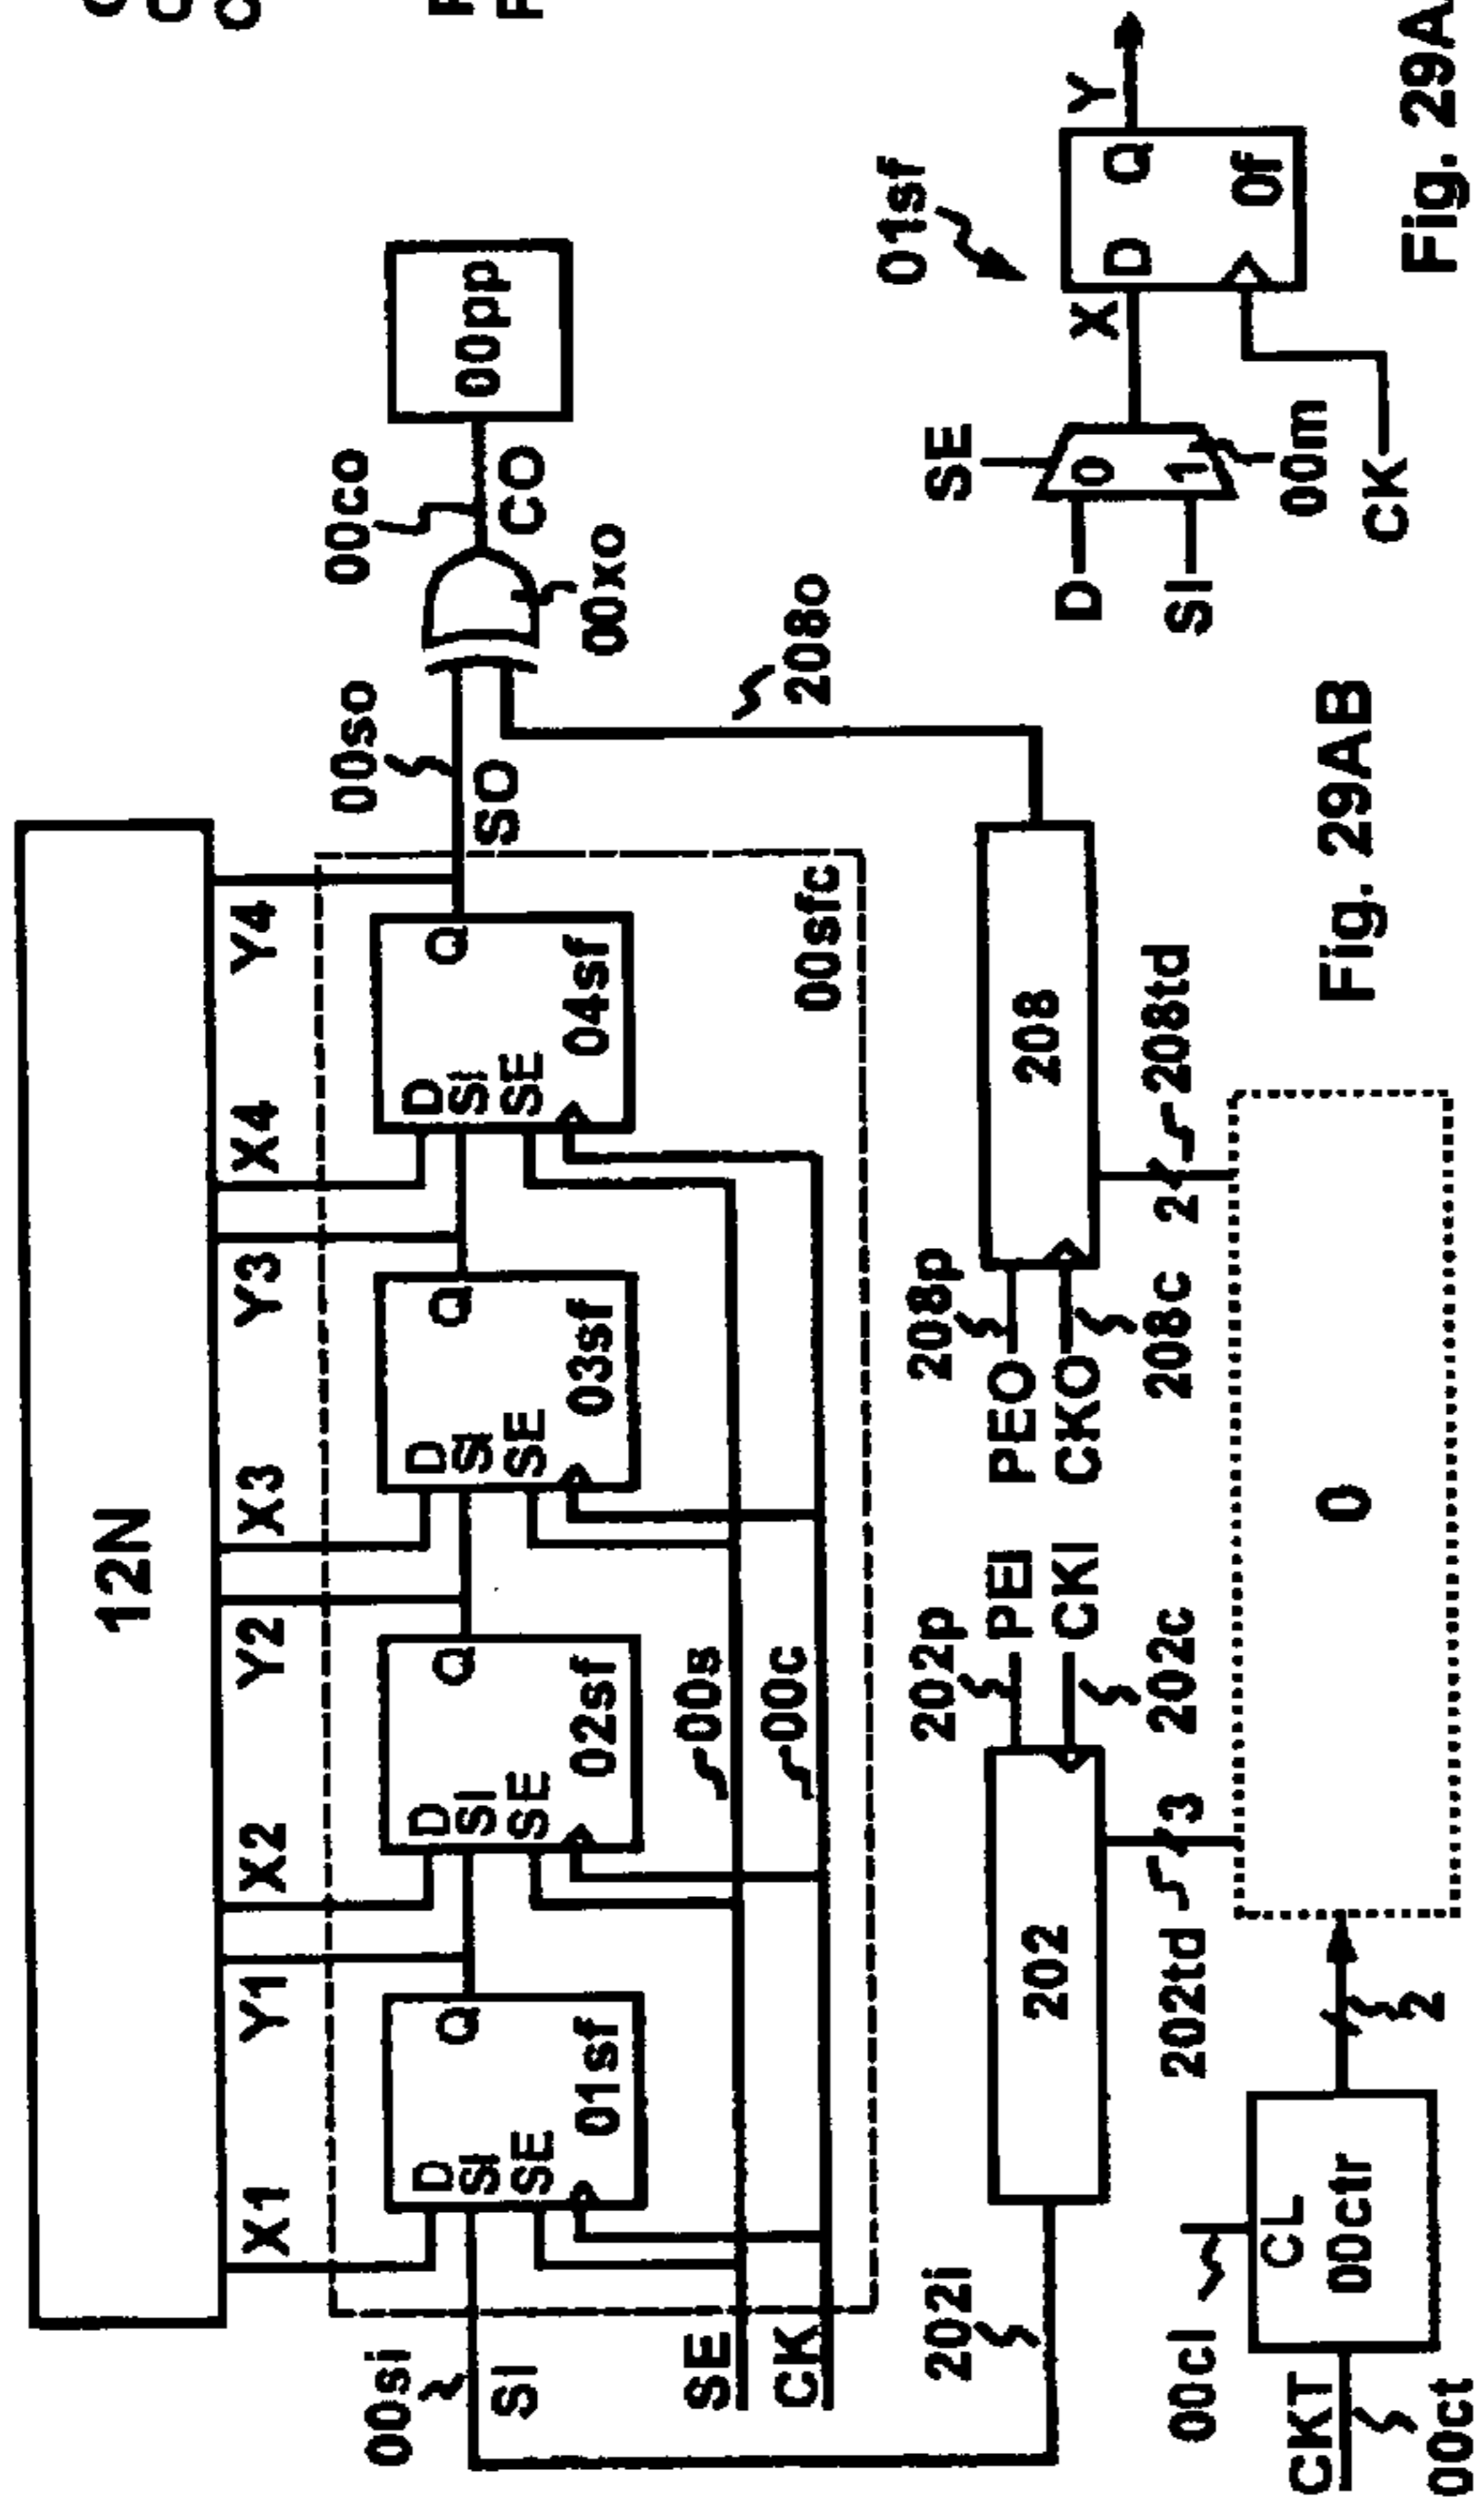 12N
X1 Y1 X2 Y2 X3 Y3 X4 Y4
00si 00so 00co
D Q D Q D Q D Q
SI SI SI SI SI SO CO 00pp
SE SE SE SE
01sf 02sf 03sf 04sf 00xo
SE 00s
CK 00c 00sfc 208o
202i 202p 208p 01sf
202 PEI PEO 208 SE
CKI CKO
202td 3 202c 208c 2 208td
D 0 X D Q Y
SI 1 0f
00cl CL 00m
CKT 00ctr 0 Fig. 29AB CK
00ct 2 Fig. 29A